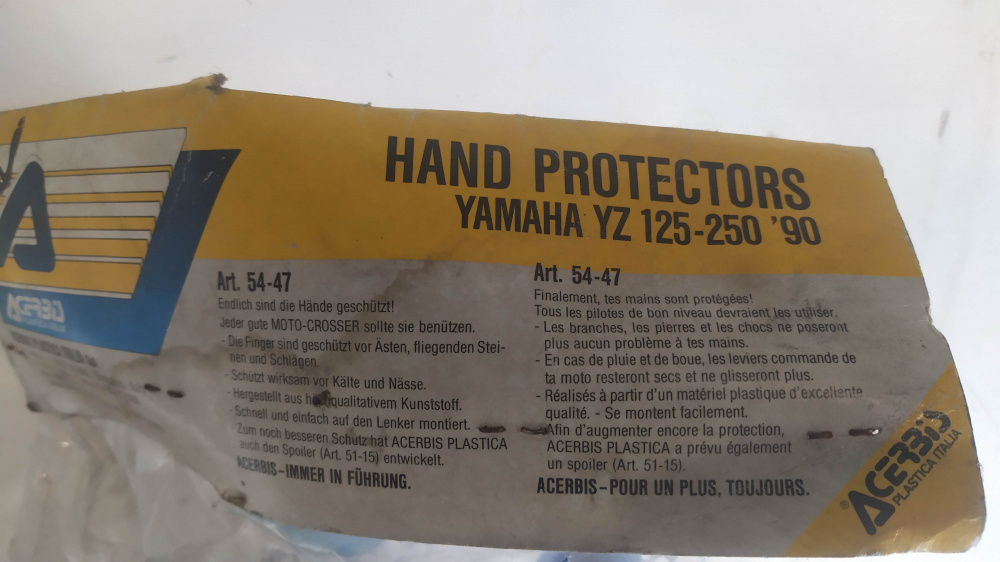 HAND PROTECTORS
YAMAHA YZ 125-250 '90
A
ACERBIS
Art. 54-47
Endlich sind die Hände geschützt!
Jeder gute MOTO-CROSSER sollte sie benützen.
- Die Finger sind geschützt vor Ästen, fliegenden Stei-
nen und Schlägen.
- Schützt wirksam vor Kälte und Nässe.
- Hergestellt aus hochqualitativem Kunststoff.
- Schnell und einfach auf den Lenker montiert.
Zum noch besseren Schutz hat ACERBIS PLASTICA
auch den Spoiler (Art. 51-15) entwickelt.
ACERBIS-IMMER IN FÜHRUNG.
Art. 54-47
Finalement, tes mains sont protégées!
Tous les pilotes de bon niveau devraient les utiliser.
- Les branches, les pierres et les chocs ne poseront
plus aucun problème à tes mains.
- En cas de pluie et de boue, les leviers commande de
ta moto resteront secs et ne glisseront plus.
- Réalisés à partir d'un matériel plastique d'excellente
qualité. - Se montent facilement.
Afin d'augmenter encore la protection,
ACERBIS PLASTICA a prévu également
un spoiler (Art. 51-15).
ACERBIS-POUR UN PLUS, TOUJOURS.
®ACERBIS
PLASTICA ITALIA